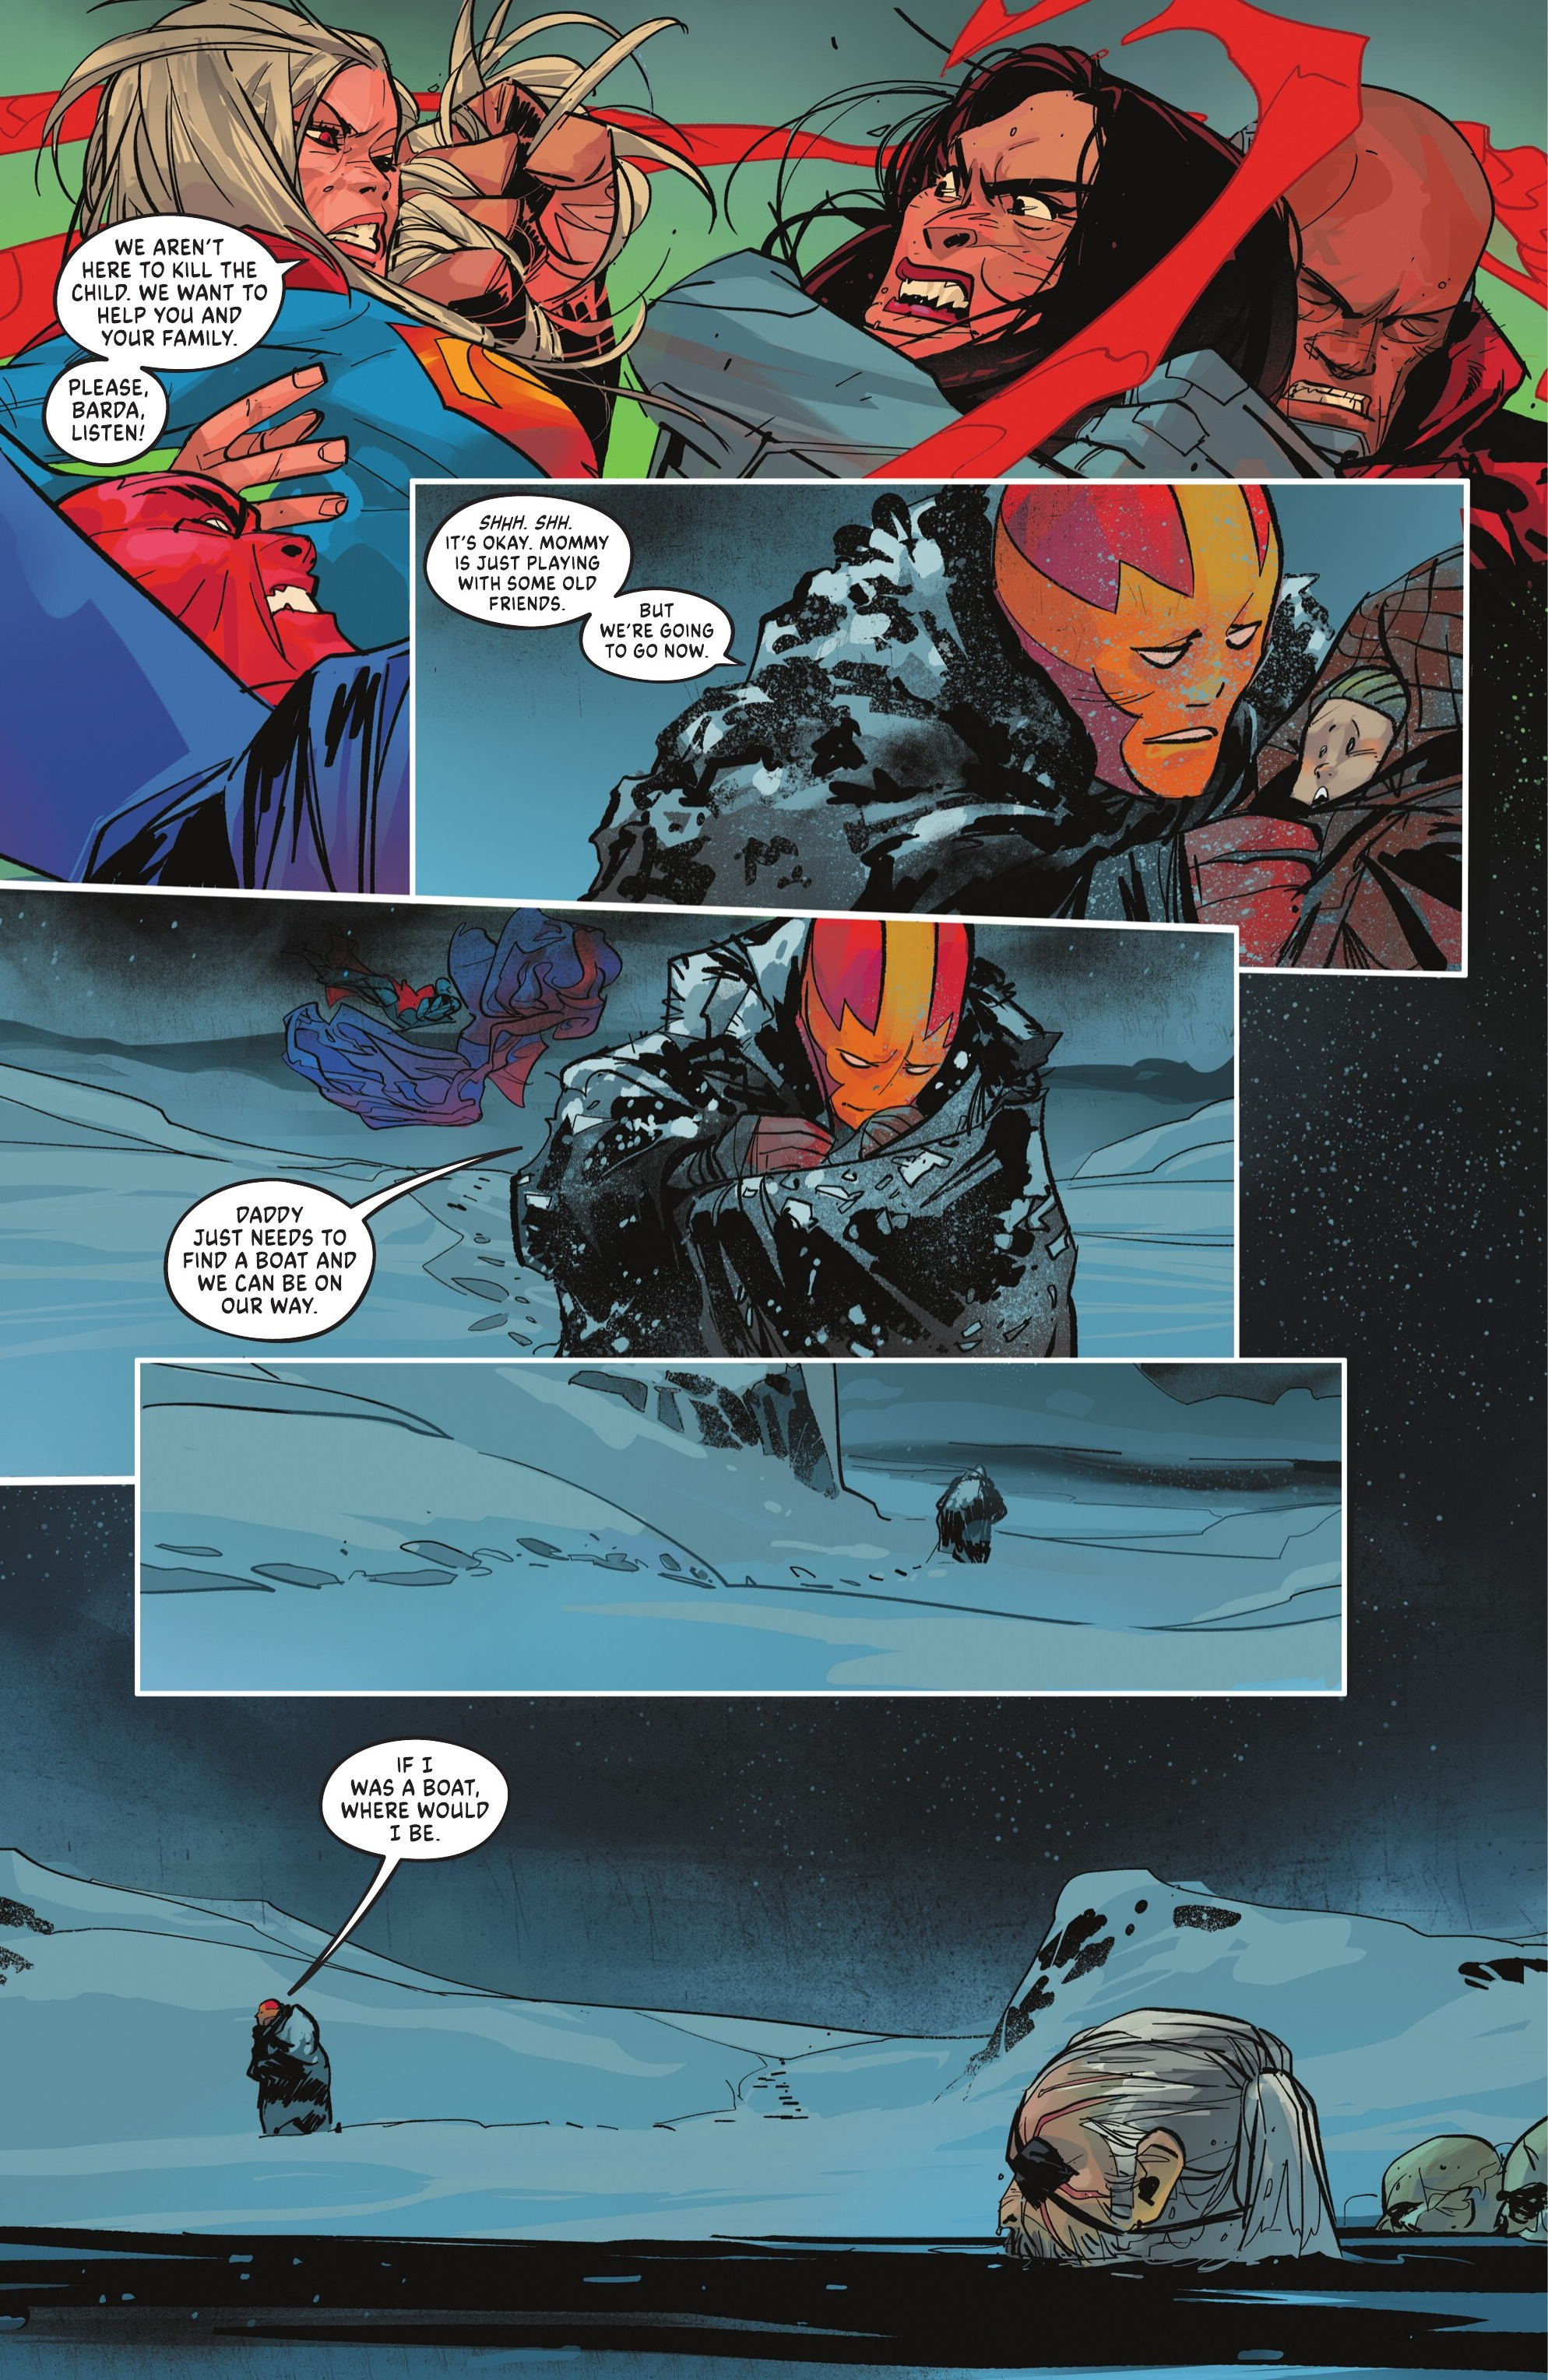 WE AREN'T
HERE TO KILL THE
CHILD. WE WANT TO
HELP YOU AND
YOUR FAMILY.
PLEASE,
BARDA,
LISTEN!
SHHH. SHH.
IT'S OKAY. MOMMY
IS JUST PLAYING
WITH SOME OLD
FRIENDS.
BUT
WE'RE GOING
TO GO NOW.
DADDY
JUST NEEDS TO
FIND A BOAT AND
WE CAN BE ON
OUR WAY.
IF I
WAS A BOAT,
WHERE WOULD
I BE.